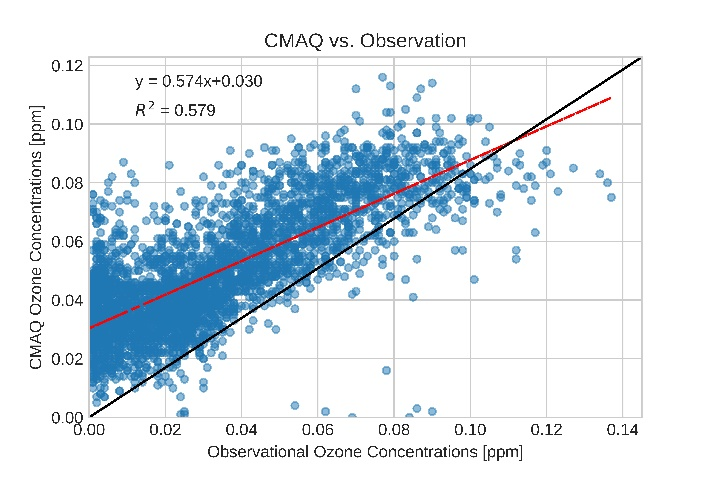 CMAQ vs. Observation
y = 0.574x+0.030
R² = 0.579
CMAQ Ozone Concentrations [ppm]
0.12
0.10
0.08
0.06
0.04
0.02
0.00
0.00 0.02 0.04 0.06 0.08 0.10 0.12 0.14
Observational Ozone Concentrations [ppm]